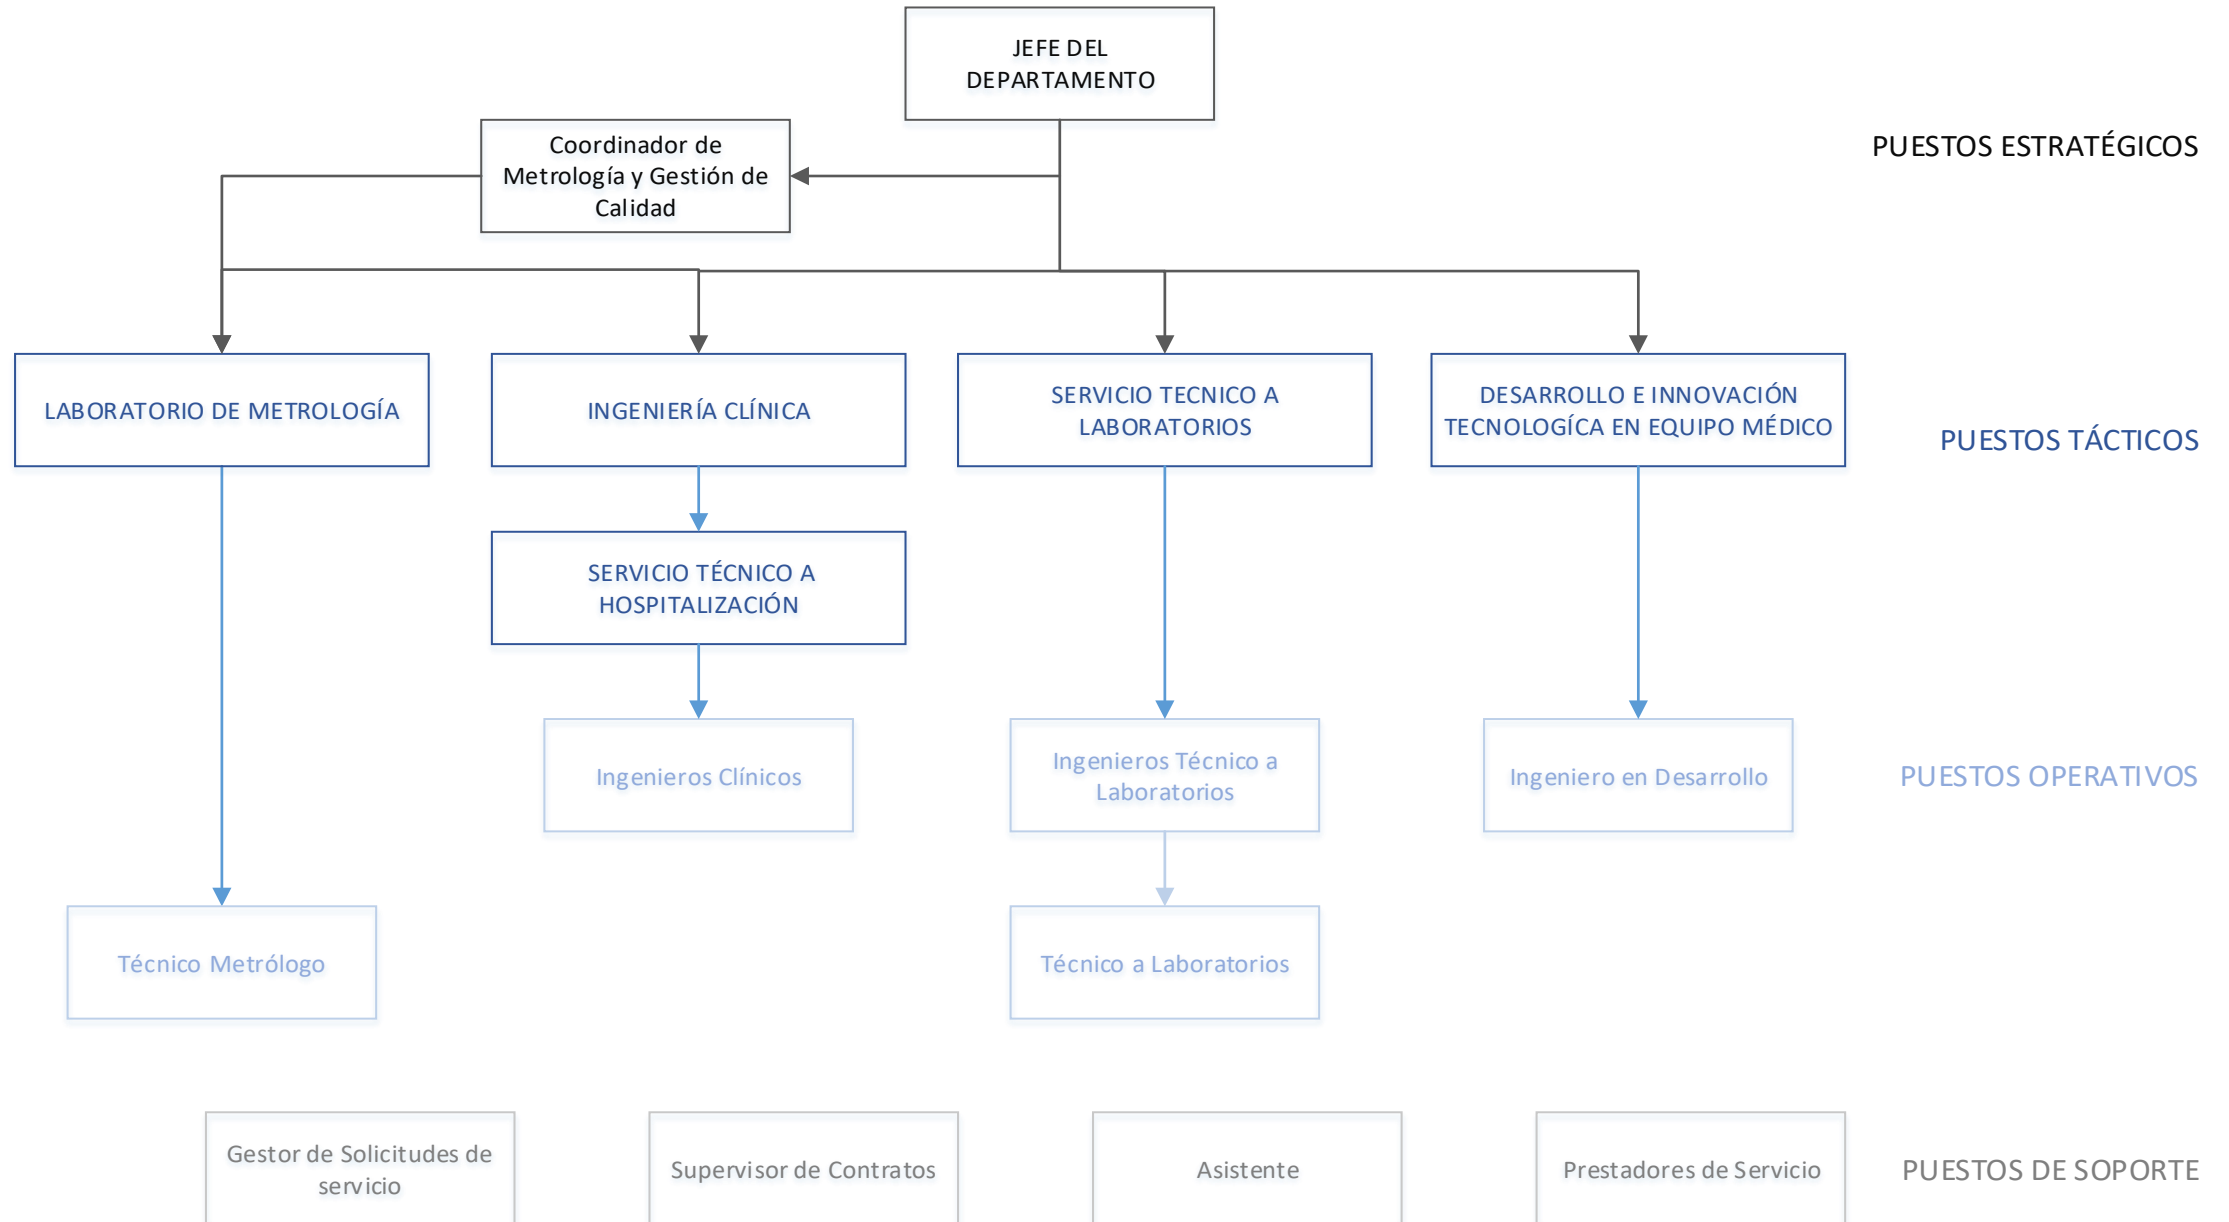 JEFE DEL
DEPARTAMENTO
PUESTOS ESTRATÉGICOS
Coordinador de
Metrología y Gestión de
Calidad
LABORATORIO DE METROLOGÍA
INGENIERÍA CLÍNICA
SERVICIO TECNICO A
LABORATORIOS
DESARROLLO E INNOVACIÓN
TECNOLOGÍCA EN EQUIPO MÉDICO
PUESTOS TÁCTICOS
SERVICIO TÉCNICO A
HOSPITALIZACIÓN
Ingenieros Clínicos
Ingenieros Técnico a
Laboratorios
Ingeniero en Desarrollo
PUESTOS OPERATIVOS
Técnico Metrólogo
Técnico a Laboratorios
Gestor de Solicitudes de
servicio
Supervisor de Contratos
Asistente
Prestadores de Servicio
PUESTOS DE SOPORTE